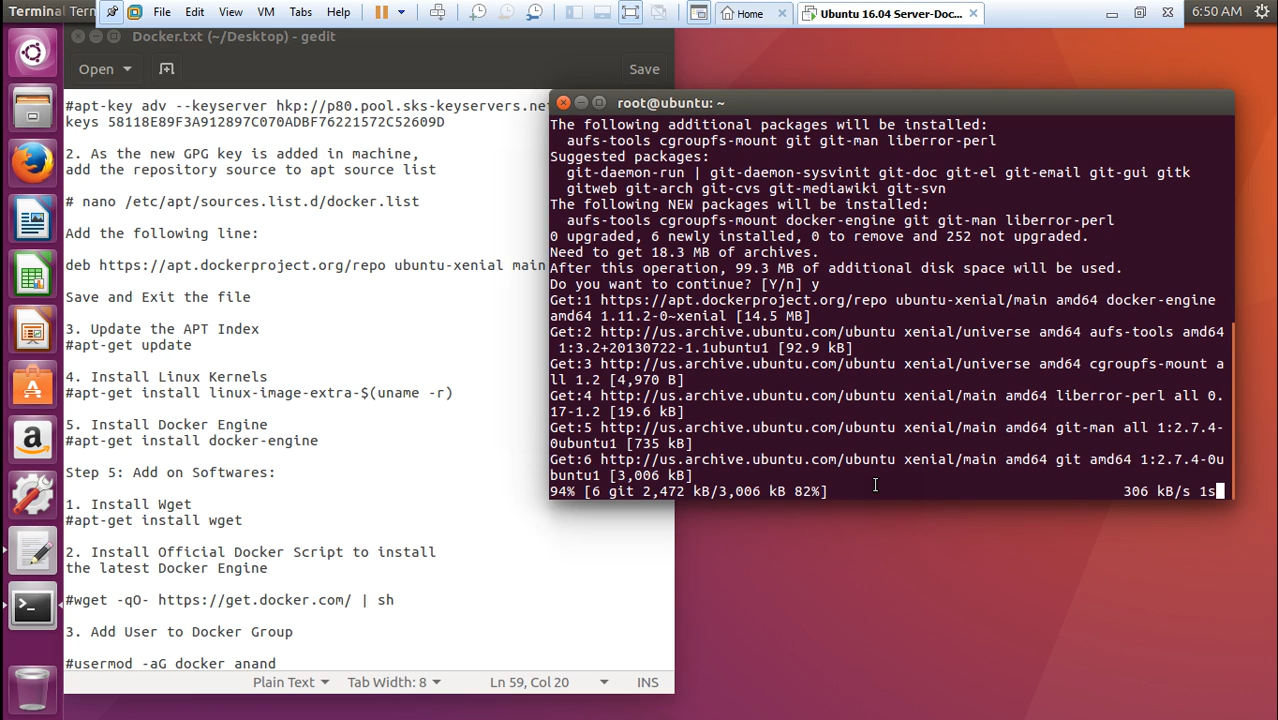 Terminal Term File Edit View VM Tabs Help Home Ubuntu 16.04 Server-Doc... 6:50 AM
Docker.txt (~/Desktop) - gedit
Open Save
#apt-key adv --keyserver hkp://p80.pool.sks-keyservers.net
keys 58118E89F3A912897C070ADBF76221572C52609D
2. As the new GPG key is added in machine,
add the repository source to apt source list
# nano /etc/apt/sources.list.d/docker.list
Add the following line:
deb https://apt.dockerproject.org/repo ubuntu-xenial main
Save and Exit the file
3. Update the APT Index
#apt-get update
4. Install Linux Kernels
#apt-get install linux-image-extra-$(uname -r)
5. Install Docker Engine
#apt-get install docker-engine
Step 5: Add on Softwares:
1. Install Wget
#apt-get install wget
2. Install Official Docker Script to install
the latest Docker Engine
#wget -qO- https://get.docker.com/ | sh
3. Add User to Docker Group
#usermod -aG docker anand
Plain Text Tab Width: 8 Ln 59, Col 20 INS
root@ubuntu: ~
The following additional packages will be installed:
aufs-tools cgroupfs-mount git git-man liberror-perl
Suggested packages:
git-daemon-run | git-daemon-sysvinit git-doc git-el git-email git-gui gitk
gitweb git-arch git-cvs git-mediawiki git-svn
The following NEW packages will be installed:
aufs-tools cgroupfs-mount docker-engine git git-man liberror-perl
0 upgraded, 6 newly installed, 0 to remove and 252 not upgraded.
Need to get 18.3 MB of archives.
After this operation, 99.3 MB of additional disk space will be used.
Do you want to continue? [Y/n] y
Get:1 https://apt.dockerproject.org/repo ubuntu-xenial/main amd64 docker-engine
amd64 1.11.2-0~xenial [14.5 MB]
Get:2 http://us.archive.ubuntu.com/ubuntu xenial/universe amd64 aufs-tools amd64
1:3.2+20130722-1.1ubuntu1 [92.9 kB]
Get:3 http://us.archive.ubuntu.com/ubuntu xenial/universe amd64 cgroupfs-mount a
ll 1.2 [4,970 B]
Get:4 http://us.archive.ubuntu.com/ubuntu xenial/main amd64 liberror-perl all 0.
17-1.2 [19.6 kB]
Get:5 http://us.archive.ubuntu.com/ubuntu xenial/main amd64 git-man all 1:2.7.4-
0ubuntu1 [735 kB]
Get:6 http://us.archive.ubuntu.com/ubuntu xenial/main amd64 git amd64 1:2.7.4-0u
buntu1 [3,006 kB]
94% [6 git 2,472 kB/3,006 kB 82%] 306 kB/s 1s